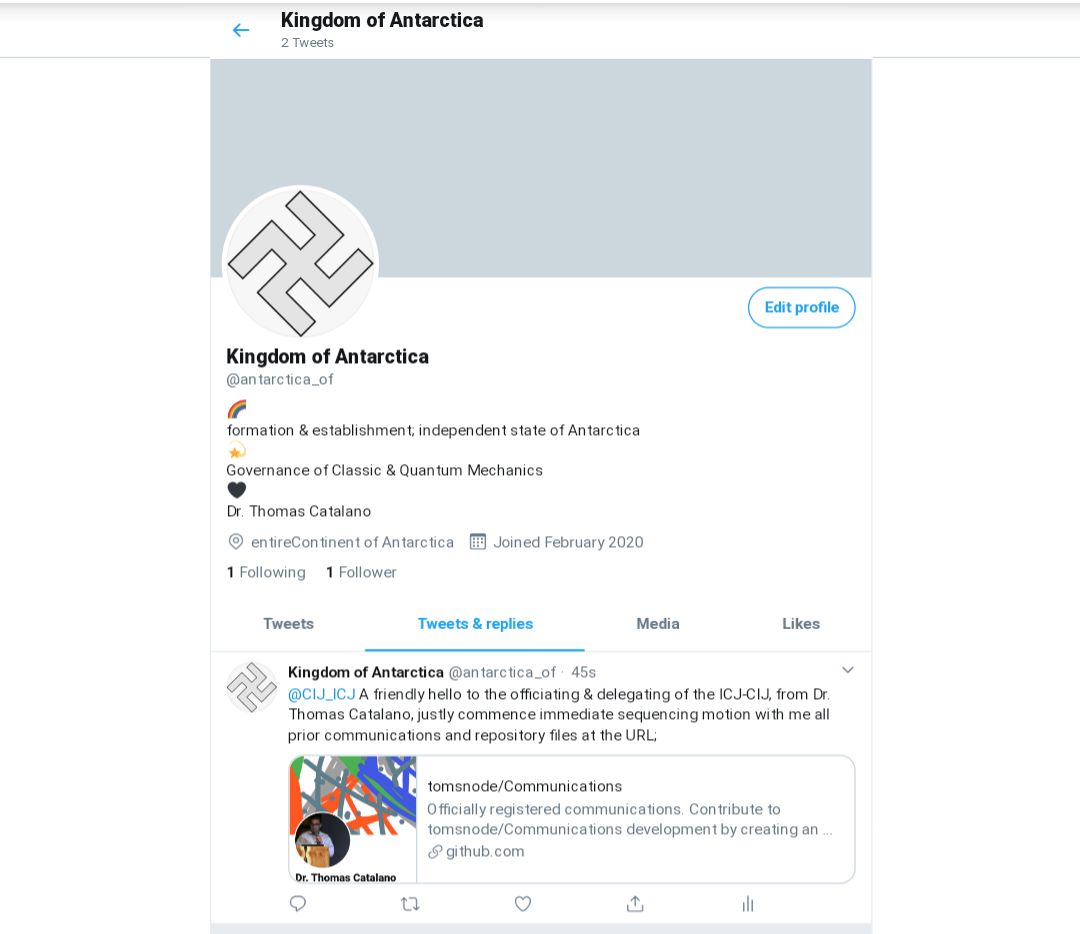 Kingdom of Antarctica
2 Tweets
Edit profile
Kingdom of Antarctica
@antarctica_of
formation & establishment; independent state of Antarctica
Governance of Classic & Quantum Mechanics
Dr. Thomas Catalano
entireContinent of Antarctica Joined February 2020
1 Following 1 Follower
Tweets Tweets & replies Media Likes
Kingdom of Antarctica @antarctica_of · 45s
@CIJ_ICJ A friendly hello to the officiating & delegating of the ICJ-CIJ, from Dr.
Thomas Catalano, justly commence immediate sequencing motion with me all
prior communications and repository files at the URL;
tomsnode/Communications
Officially registered communications. Contribute to
tomsnode/Communications development by creating an ...
github.com
Dr. Thomas Catalano